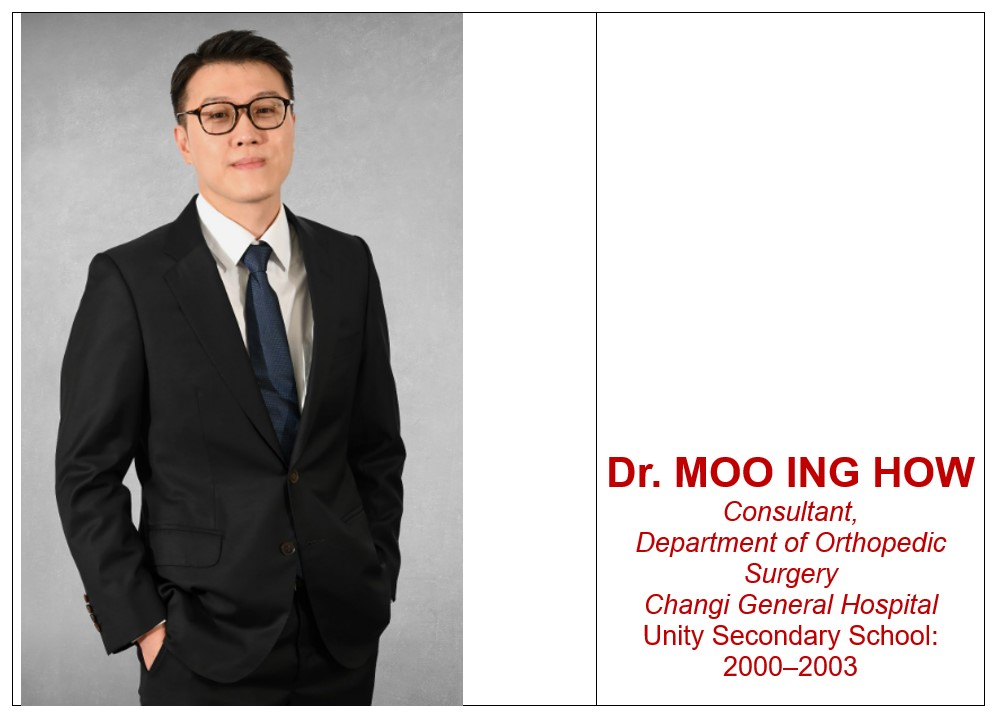 Dr. MOO ING HOW
Consultant,
Department of Orthopedic
Surgery
Changi General Hospital
Unity Secondary School:
2000–2003